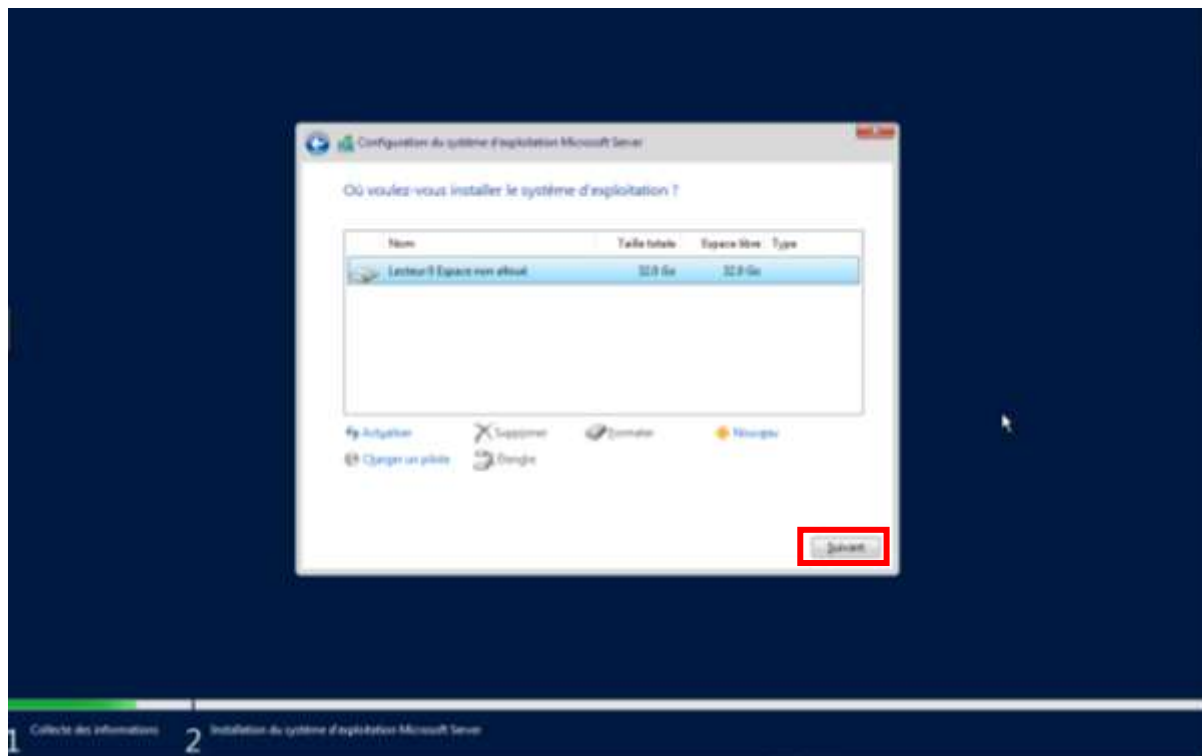 Configuration du système d'exploitation Microsoft Server
Où voulez-vous installer le système d'exploitation ?
Nom Taille totale Espace libre Type
Lecteur 0 Espace non alloué 32.0 Go 32.0 Go
Actualiser Supprimer Formater Nouveau
Charger un pilote Étendre
Suivant
1 Collecte des informations 2 Installation du système d'exploitation Microsoft Server